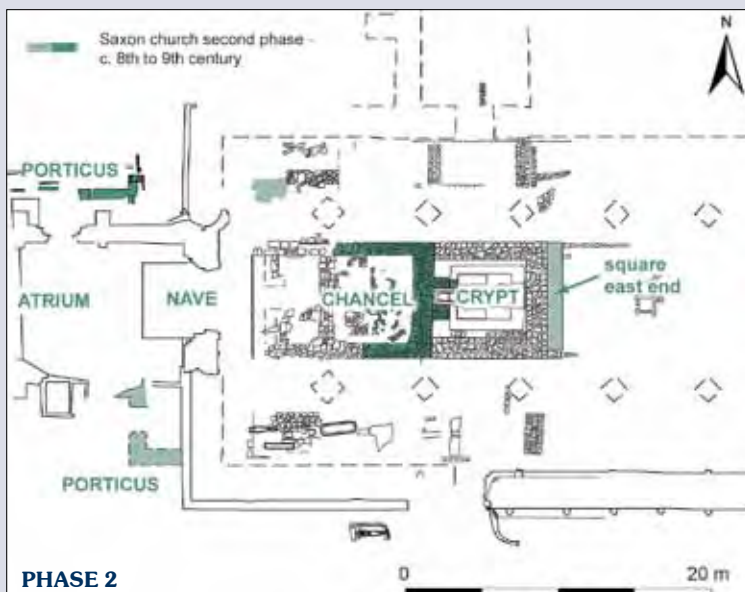 Saxon church second phase -
c. 8th to 9th century
N
PORTICUS
ATRIUM
NAVE
CHANCEL
CRYPT
square
east end
PORTICUS
PHASE 2
0
20 m